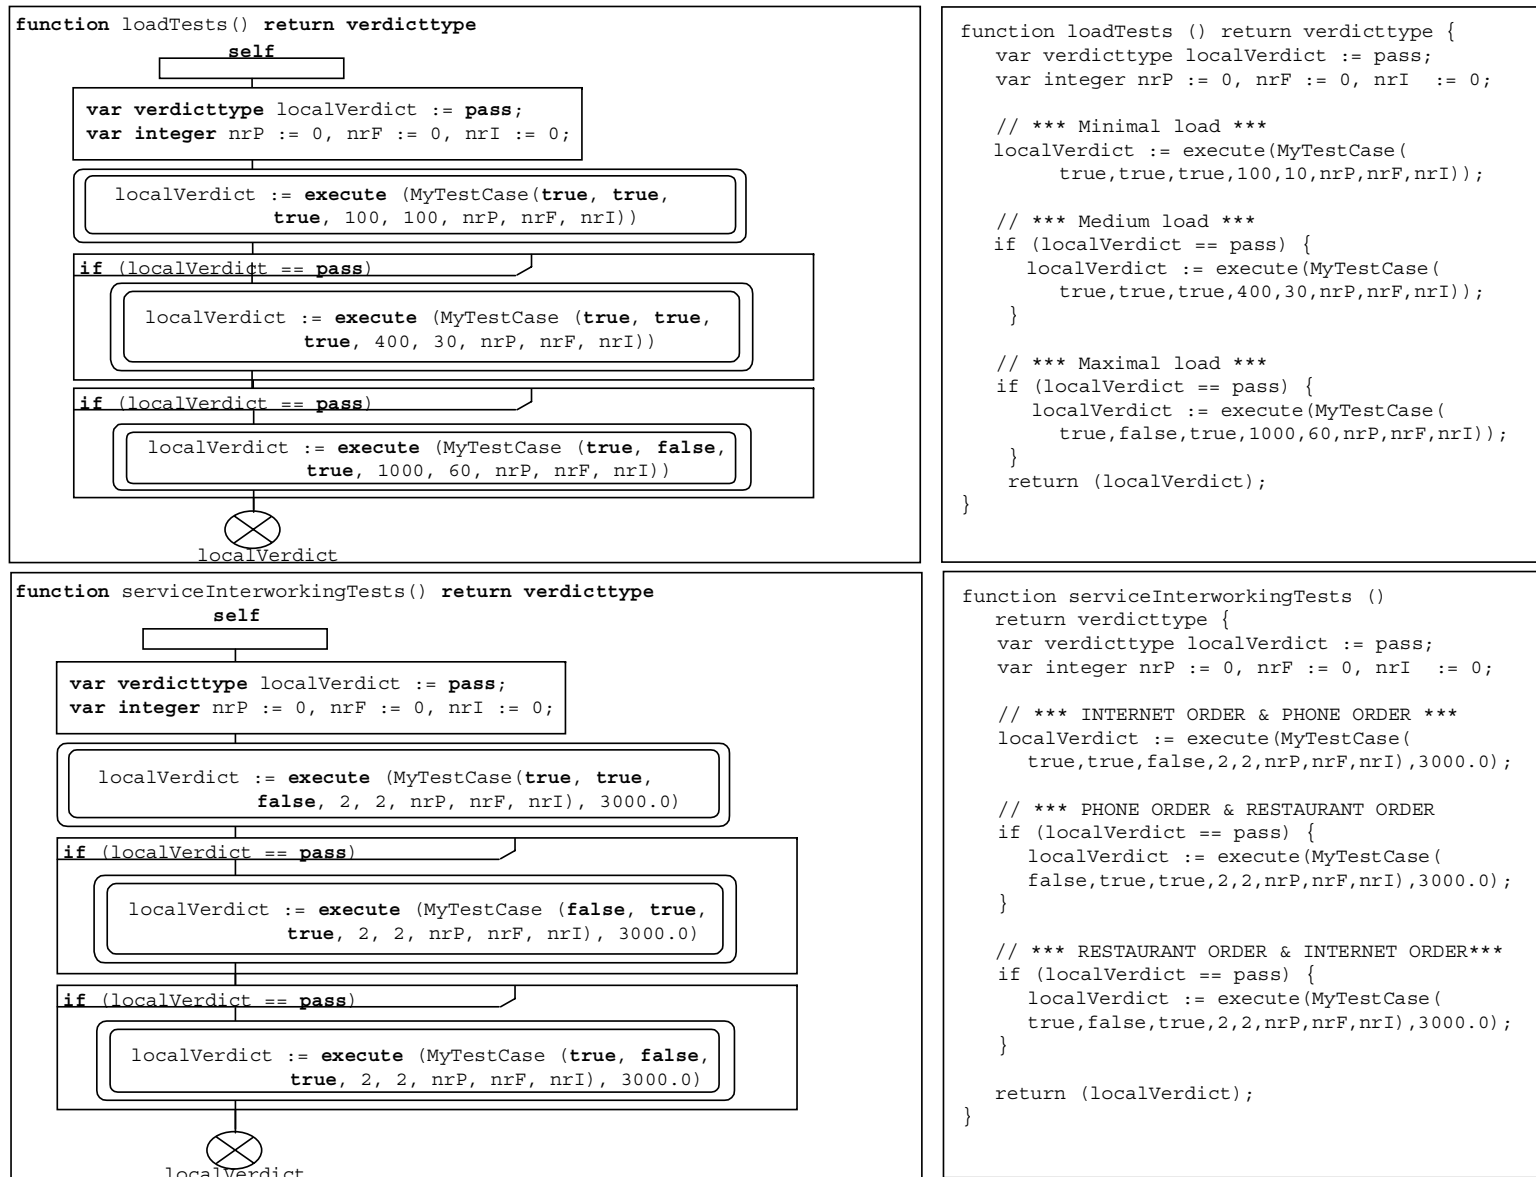 function loadTests() return verdicttype
self
var verdicttype localVerdict := pass;
var integer nrP := 0, nrF := 0, nrI := 0;
localVerdict := execute (MyTestCase(true, true,
true, 100, 100, nrP, nrF, nrI))
if (localVerdict == pass)
localVerdict := execute (MyTestCase (true, true,
true, 400, 30, nrP, nrF, nrI))
if (localVerdict == pass)
localVerdict := execute (MyTestCase (true, false,
true, 1000, 60, nrP, nrF, nrI))
localVerdict
function loadTests () return verdicttype {
var verdicttype localVerdict := pass;
var integer nrP := 0, nrF := 0, nrI := 0;
// *** Minimal load ***
localVerdict := execute(MyTestCase(
true,true,true,100,10,nrP,nrF,nrI));
// *** Medium load ***
if (localVerdict == pass) {
localVerdict := execute(MyTestCase(
true,true,true,400,30,nrP,nrF,nrI));
}
// *** Maximal load ***
if (localVerdict == pass) {
localVerdict := execute(MyTestCase(
true,false,true,1000,60,nrP,nrF,nrI));
}
return (localVerdict);
}
function serviceInterworkingTests() return verdicttype
self
var verdicttype localVerdict := pass;
var integer nrP := 0, nrF := 0, nrI := 0;
localVerdict := execute (MyTestCase(true, true,
false, 2, 2, nrP, nrF, nrI), 3000.0)
if (localVerdict == pass)
localVerdict := execute (MyTestCase (false, true,
true, 2, 2, nrP, nrF, nrI), 3000.0)
if (localVerdict == pass)
localVerdict := execute (MyTestCase (true, false,
true, 2, 2, nrP, nrF, nrI), 3000.0)
localVerdict
function serviceInterworkingTests ()
return verdicttype {
var verdicttype localVerdict := pass;
var integer nrP := 0, nrF := 0, nrI := 0;
// *** INTERNET ORDER & PHONE ORDER ***
localVerdict := execute(MyTestCase(
true,true,false,2,2,nrP,nrF,nrI),3000.0);
// *** PHONE ORDER & RESTAURANT ORDER
if (localVerdict == pass) {
localVerdict := execute(MyTestCase(
false,true,true,2,2,nrP,nrF,nrI),3000.0);
}
// *** RESTAURANT ORDER & INTERNET ORDER***
if (localVerdict == pass) {
localVerdict := execute(MyTestCase(
true,false,true,2,2,nrP,nrF,nrI),3000.0);
}
return (localVerdict);
}